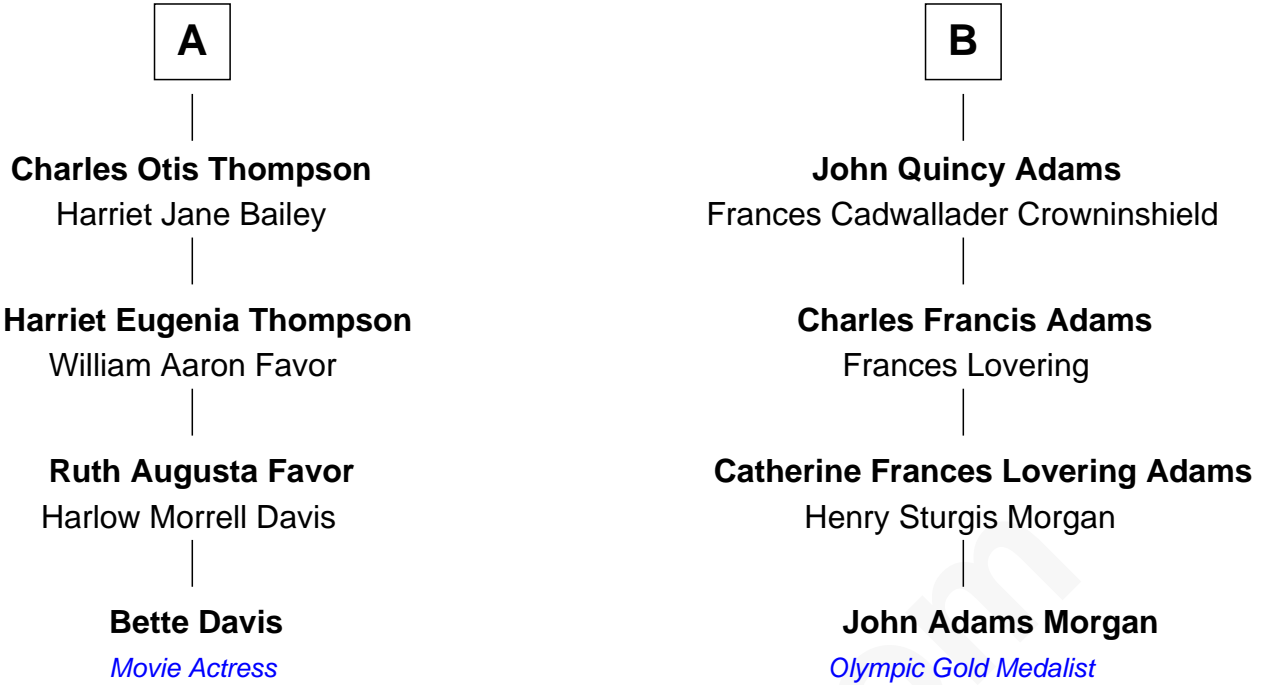 A
Charles Otis Thompson
Harriet Jane Bailey
Harriet Eugenia Thompson
William Aaron Favor
Ruth Augusta Favor
Harlow Morrell Davis
Bette Davis
Movie Actress
B
John Quincy Adams
Frances Cadwallader Crowninshield
Charles Francis Adams
Frances Lovering
Catherine Frances Lovering Adams
Henry Sturgis Morgan
John Adams Morgan
Olympic Gold Medalist